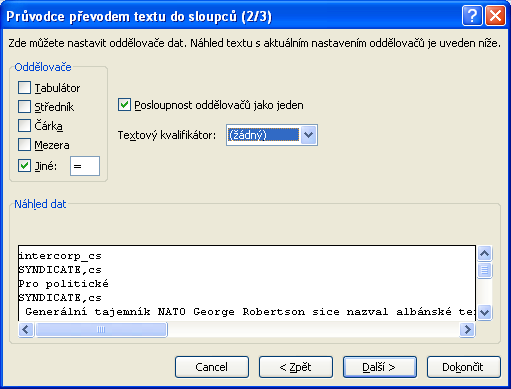 Průvodce převodem textu do sloupců (2/3)
Zde můžete nastavit oddělovače dat. Náhled textu s aktuálním nastavením oddělovačů je uveden níže.
Oddělovače
Tabulátor
Středník
Čárka
Mezera
Jiné: =
Posloupnost oddělovačů jako jeden
Textový kvalifikátor: (žádný)
Náhled dat
intercorp_cs
SYNDICATE,cs
Pro politické
SYNDICATE,cs
Generální tajemník NATO George Robertson sice nazval albánské
Cancel
< Zpět
Další >
Dokončit